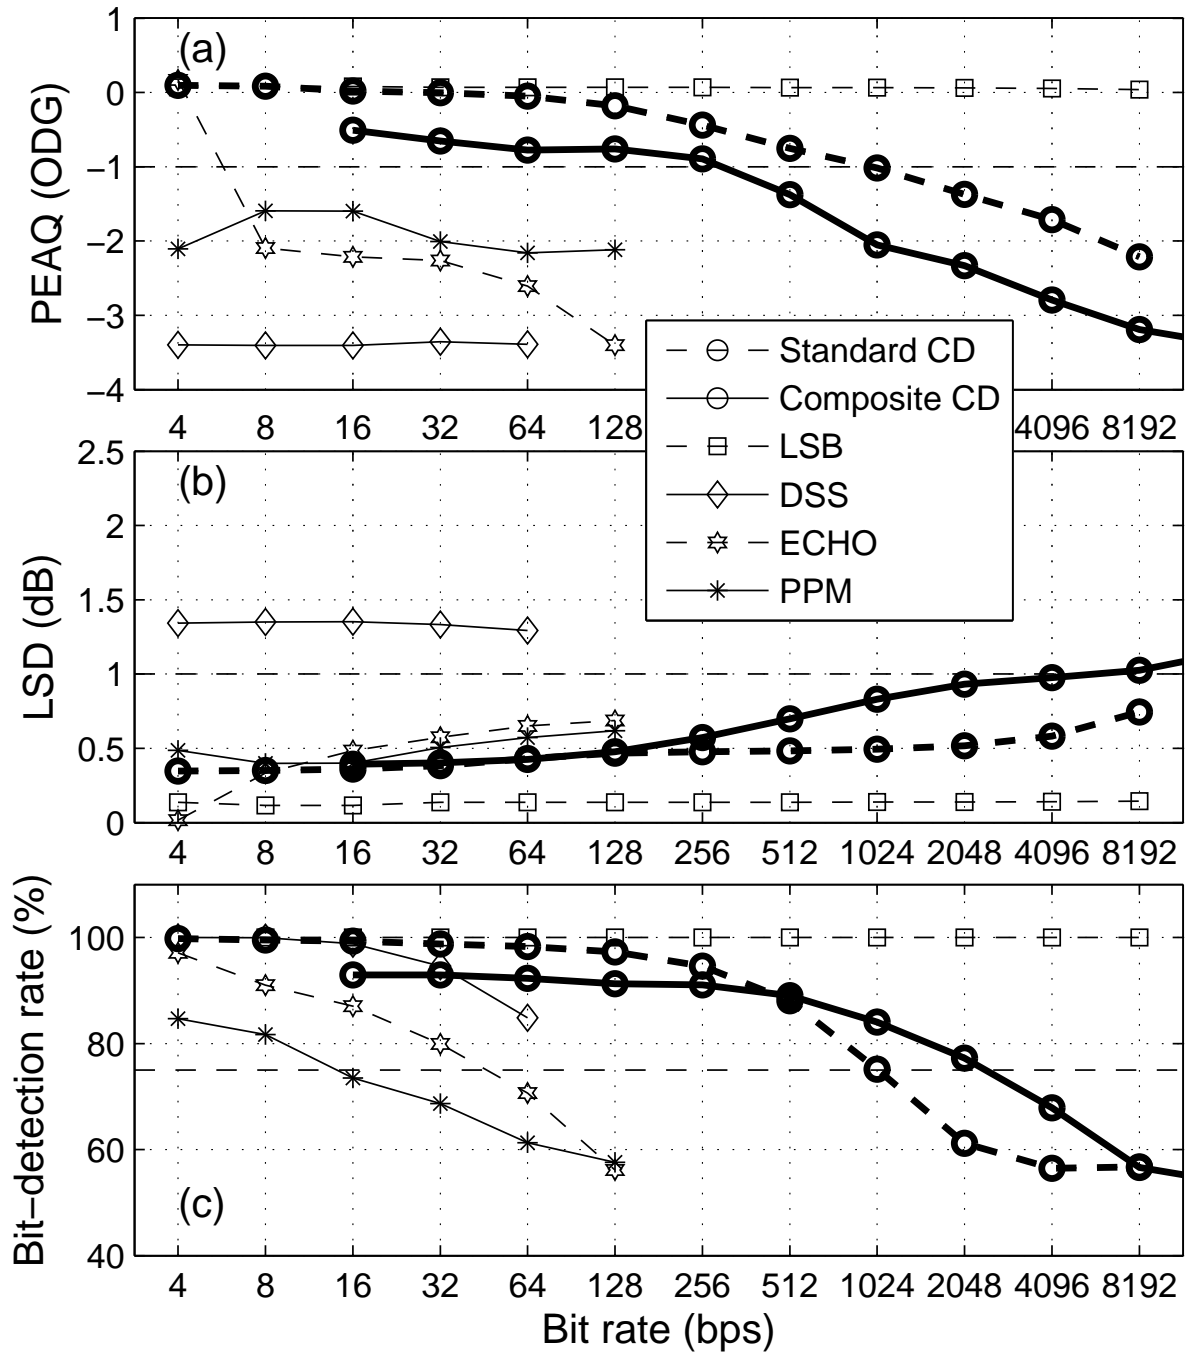 (a)
PEAQ (ODG)
1
0
−1
−2
−3
−4
4 8 16 32 64 128 4096 8192
Standard CD
Composite CD
LSB
DSS
ECHO
PPM
(b)
LSD (dB)
2.5
2
1.5
1
0.5
0
4 8 16 32 64 128 256 512 1024 2048 4096 8192
(c)
Bit−detection rate (%)
100
80
60
40
4 8 16 32 64 128 256 512 1024 2048 4096 8192
Bit rate (bps)